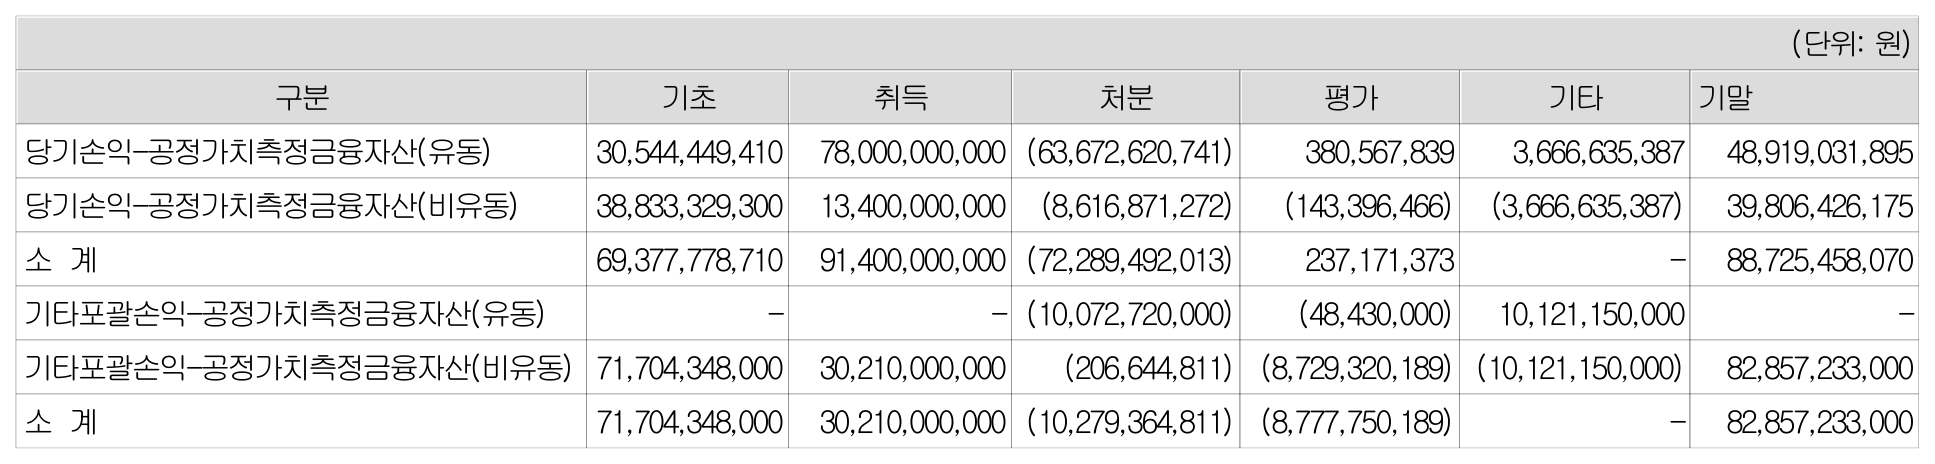 (단위: 원)
구분 기초 취득 처분 평가 기타 기말
당기손익-공정가치측정금융자산(유동) 30,544,449,410 78,000,000,000 (63,672,620,741) 380,567,839 3,666,635,387 48,919,031,895
당기손익-공정가치측정금융자산(비유동) 38,833,329,300 13,400,000,000 (8,616,871,272) (143,396,466) (3,666,635,387) 39,806,426,175
소 계 69,377,778,710 91,400,000,000 (72,289,492,013) 237,171,373 - 88,725,458,070
기타포괄손익-공정가치측정금융자산(유동) - - (10,072,720,000) (48,430,000) 10,121,150,000 -
기타포괄손익-공정가치측정금융자산(비유동) 71,704,348,000 30,210,000,000 (206,644,811) (8,729,320,189) (10,121,150,000) 82,857,233,000
소 계 71,704,348,000 30,210,000,000 (10,279,364,811) (8,777,750,189) - 82,857,233,000